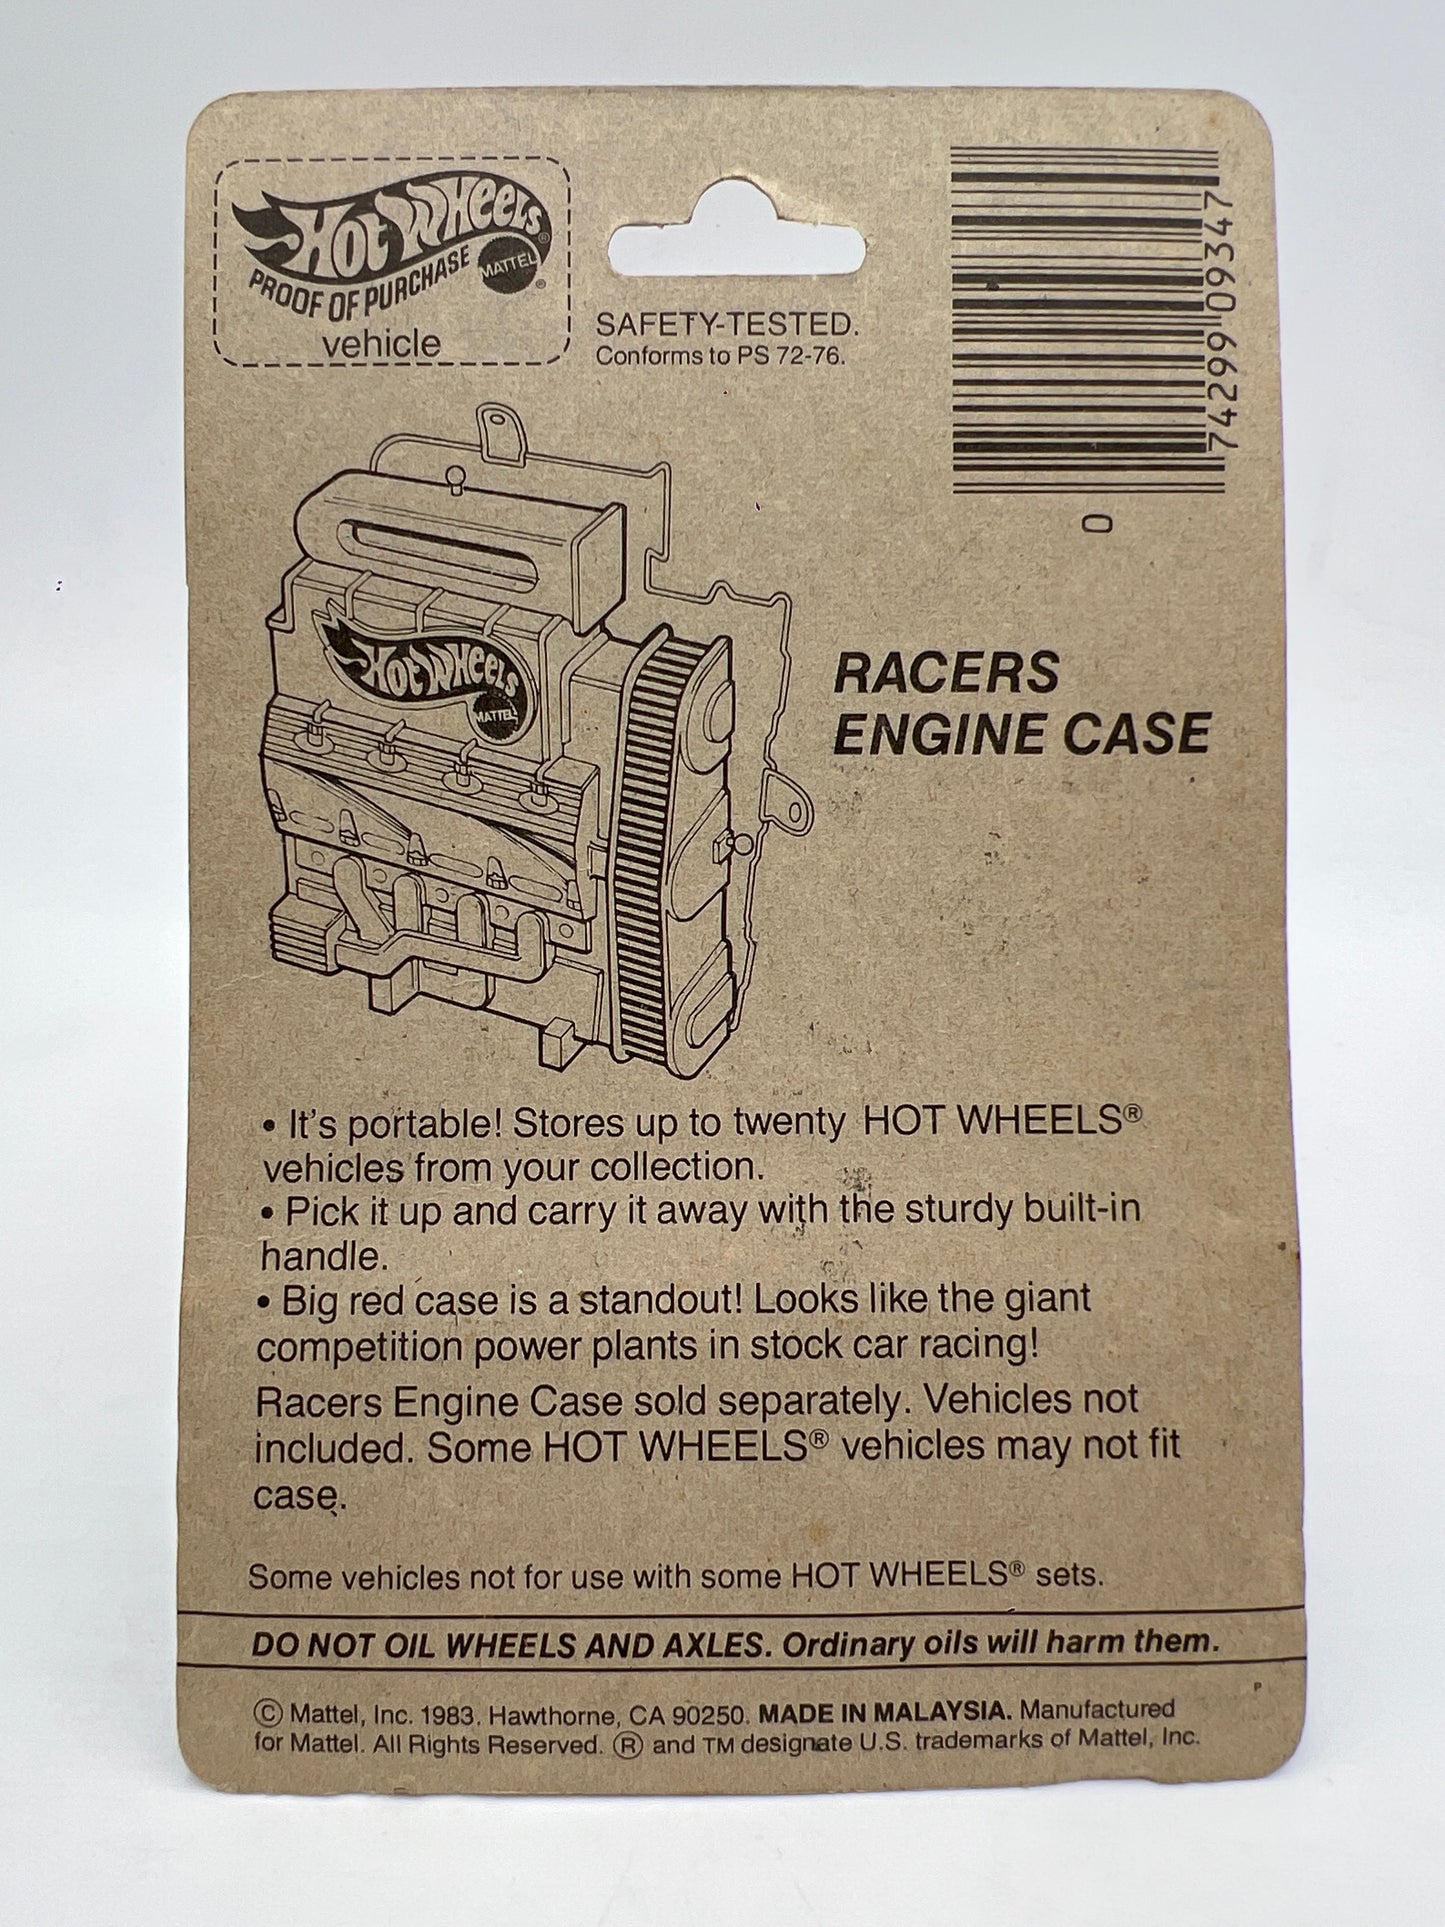 HOT WHEELS®
MATTEL®
PROOF OF PURCHASE
vehicle
SAFETY-TESTED.
Conforms to PS 72-76.
74299 09347
0
HOT WHEELS
MATTEL
RACERS
ENGINE CASE
• It's portable! Stores up to twenty HOT WHEELS®
vehicles from your collection.
• Pick it up and carry it away with the sturdy built-in
handle.
• Big red case is a standout! Looks like the giant
competition power plants in stock car racing!
Racers Engine Case sold separately. Vehicles not
included. Some HOT WHEELS® vehicles may not fit
case.
Some vehicles not for use with some HOT WHEELS® sets.
DO NOT OIL WHEELS AND AXLES. Ordinary oils will harm them.
P
© Mattel, Inc. 1983. Hawthorne, CA 90250. MADE IN MALAYSIA. Manufactured
for Mattel. All Rights Reserved. ® and TM designate U.S. trademarks of Mattel, Inc.